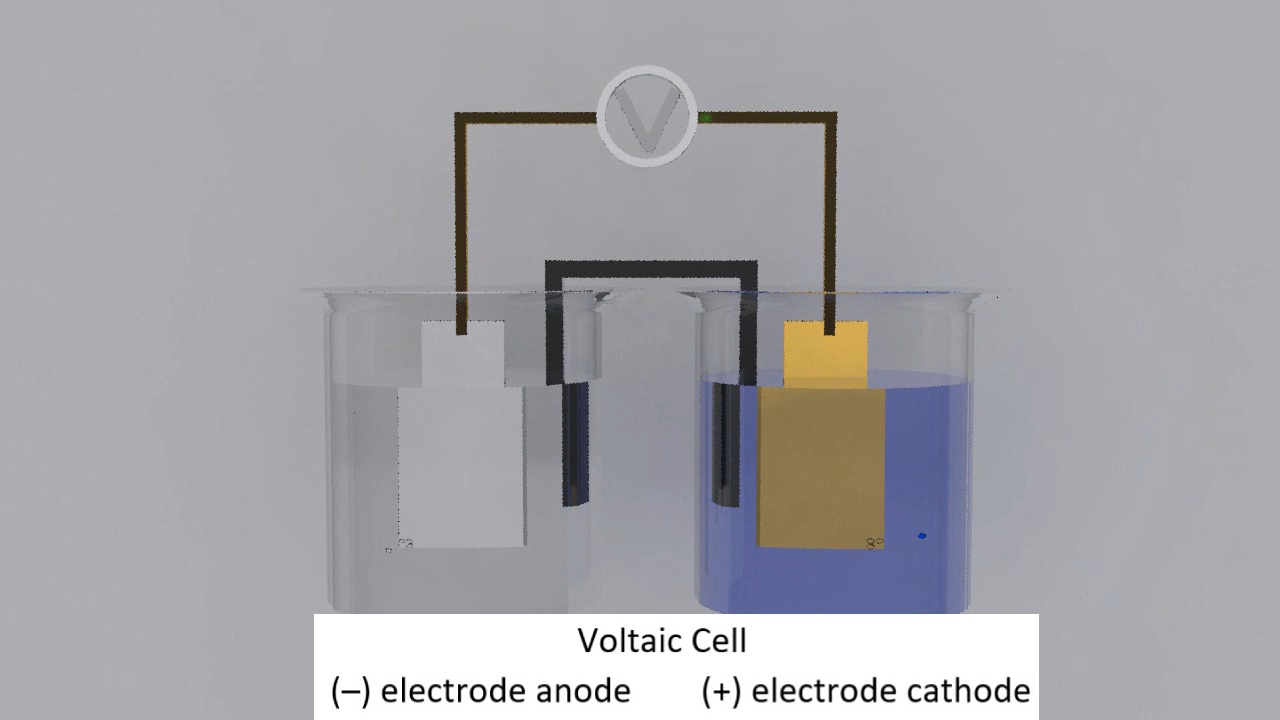 V
Voltaic Cell
(–) electrode anode (+) electrode cathode